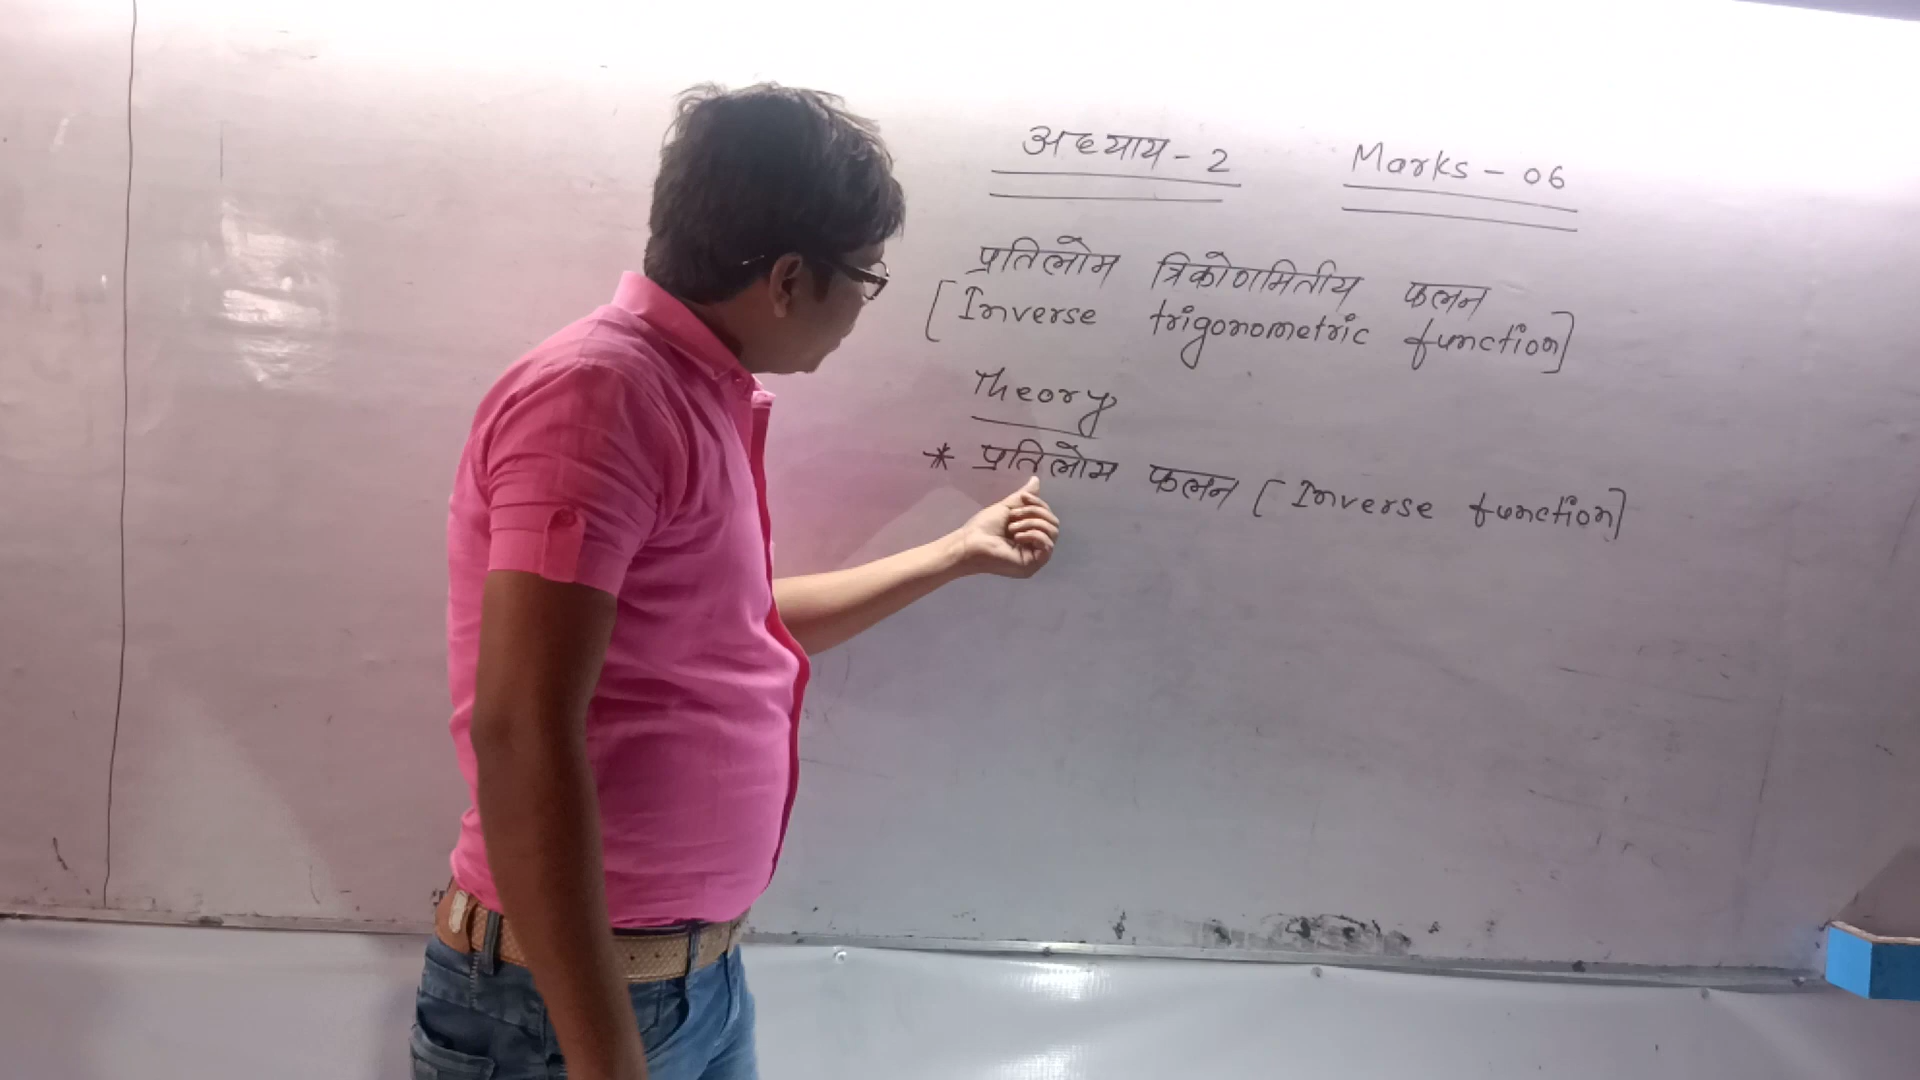 अध्याय - 2 Marks - 06
प्रतिलोम त्रिकोणमितीय फलन
[Inverse trigonometric function]
Theory
* प्रतिलोम फलन [Inverse function]